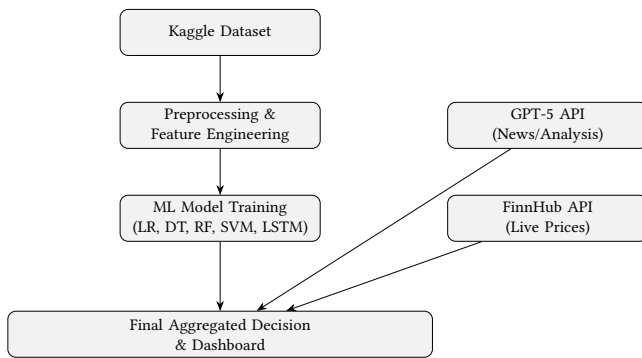 Kaggle Dataset
Preprocessing &
Feature Engineering
GPT-5 API
(News/Analysis)
ML Model Training
(LR, DT, RF, SVM, LSTM)
FinnHub API
(Live Prices)
Final Aggregated Decision
& Dashboard